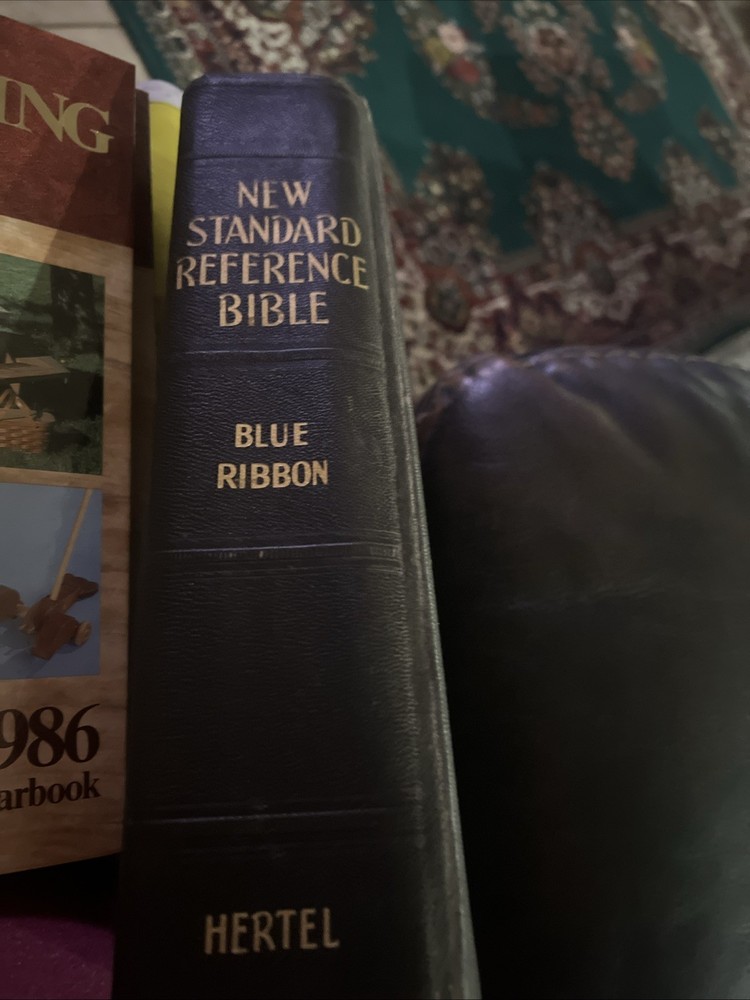 ING
986
arbook
NEW
STANDARD
REFERENCE
BIBLE
BLUE
RIBBON
HERTEL